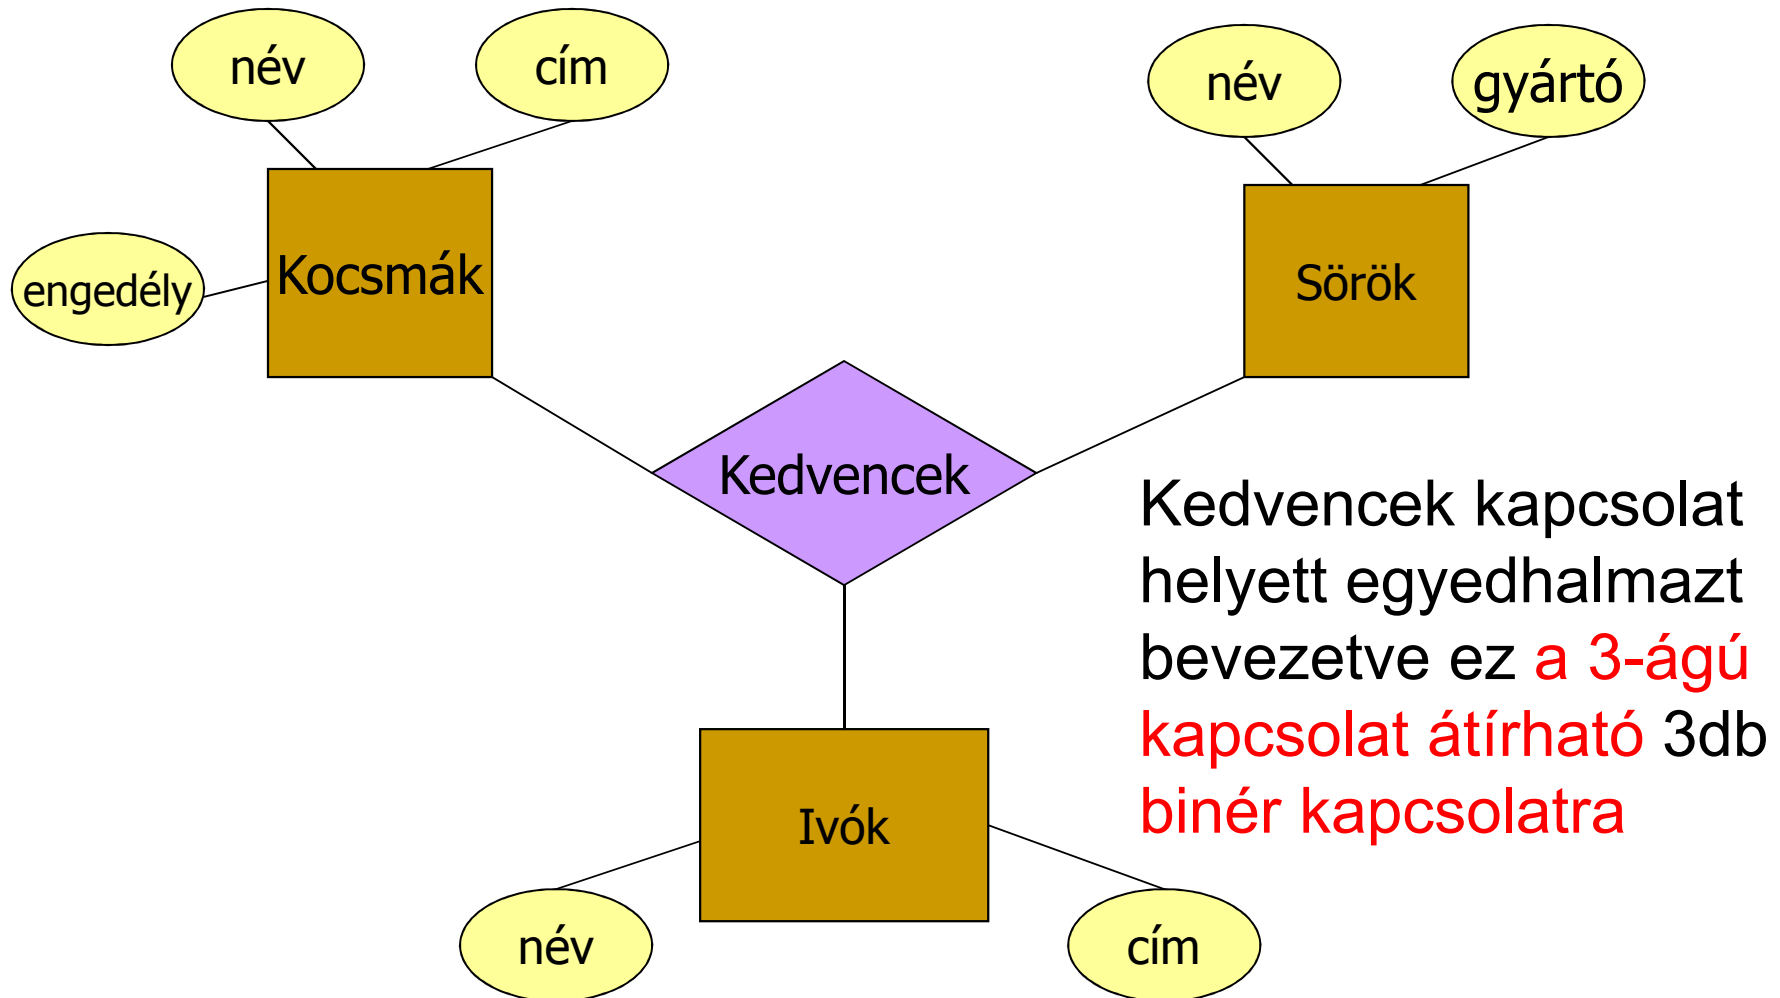 név
cím
név
gyártó
engedély
Kocsmák
Sörök
Kedvencek
Kedvencek kapcsolat
helyett egyedhalmazt
bevezetve ez a 3-ágú
kapcsolat átírható 3db
binér kapcsolatra
Ivók
név
cím